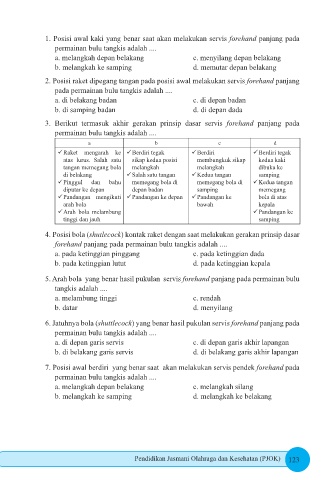 1. Posisi awal kaki yang benar saat akan melakukan servis forehand panjang pada
permainan bulu tangkis adalah ....
a. melangkah depan belakang
c. menyilang depan belakang
b. melangkah ke samping
d. memutar depan belakang
2. Posisi raket dipegang tangan pada posisi awal melakukan servis forehand panjang
pada permainan bulu tangkis adalah ....
a. di belakang badan
c. di depan badan
b. di samping badan
d. di depan dada
3. Berikut termasuk akhir gerakan prinsip dasar servis forehand panjang pada
permainan bulu tangkis adalah ....
a
b
c
d
✓ Raket mengarah ke
atas lurus. Salah satu
tangan memegang bola
di belakang
✓ Pinggul dan bahu
diputar ke depan
✓ Pandangan mengikuti
arah bola
✓ Arah bola melambung
tinggi dan jauh
✓ Berdiri tegak
sikap kedua posisi
melangkah
✓ Salah satu tangan
memegang bola di
depan badan
✓ Pandangan ke depan
✓ Berdiri
membungkuk sikap
melangkah
✓ Kedua tangan
memegang bola di
samping
✓ Pandangan ke
bawah
✓ Berdiri tegak
kedua kaki
dibuka ke
samping
✓ Kedua tangan
memegang
bola di atas
kepala
✓ Pandangan ke
samping
4. Posisi bola (shutlecock) kontak raket dengan saat melakukan gerakan prinsip dasar
forehand panjang pada permainan bulu tangkis adalah ....
a. pada ketinggian pinggang
c. pada ketinggian dada
b. pada ketinggian lutut
d. pada ketinggian kepala
5. Arah bola yang benar hasil pukulan servis forehand panjang pada permainan bulu
tangkis adalah ....
a. melambung tinggi
c. rendah
b. datar
d. menyilang
6. Jatuhnya bola (shuttlecock) yang benar hasil pukulan servis forehand panjang pada
permainan bulu tangkis adalah ....
a. di depan garis servis
c. di depan garis akhir lapangan
b. di belakang garis servis
d. di belakang garis akhir lapangan
7. Posisi awal berdiri yang benar saat akan melakukan servis pendek forehand pada
permainan bulu tangkis adalah ....
a. melangkah depan belakang
c. melangkah silang
b. melangkah ke samping
d. melangkah ke belakang
Pendidikan Jasmani Olahraga dan Kesehatan (PJOK)
123